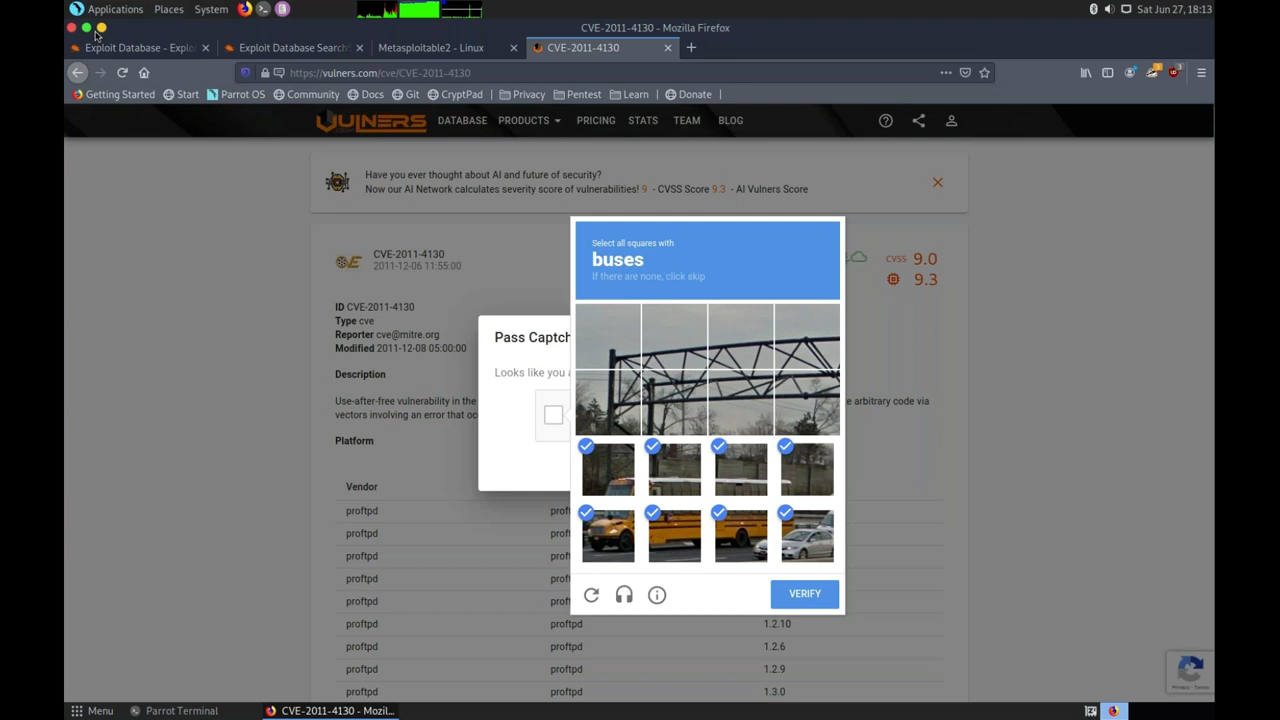 Applications Places System
Sat Jun 27, 18:13
CVE-2011-4130 - Mozilla Firefox
Exploit Database - Explo
Exploit Database Search
Metasploitable2 - Linux
CVE-2011-4130
https://vulners.com/cve/CVE-2011-4130
Getting Started Start Parrot OS Community Docs Git CryptPad Privacy Pentest Learn Donate
VULNERS DATABASE PRODUCTS PRICING STATS TEAM BLOG
Have you ever thought about AI and future of security?
Now our AI Network calculates severity score of vulnerabilities! 9 - CVSS Score 9.3 - AI Vulners Score
CVE-2011-4130
2011-12-06 11:55:00
CVSS 9.0
9.3
ID CVE-2011-4130
Type cve
Reporter cve@mitre.org
Modified 2011-12-08 05:00:00
Description
Use-after-free vulnerability in the
e arbitrary code via
vectors involving an error that oc
Platform
Pass Captch
Looks like you a
Select all squares with
buses
If there are none, click skip
VERIFY
Vendor
proftpd prof
proftpd prof
proftpd prof
proftpd prof
proftpd prof
proftpd proftpd 1.2.10
proftpd proftpd 1.2.6
proftpd proftpd 1.2.9
proftpd proftpd 1.3.0
Privacy - Terms
Menu Parrot Terminal CVE-2011-4130 - Mozil...